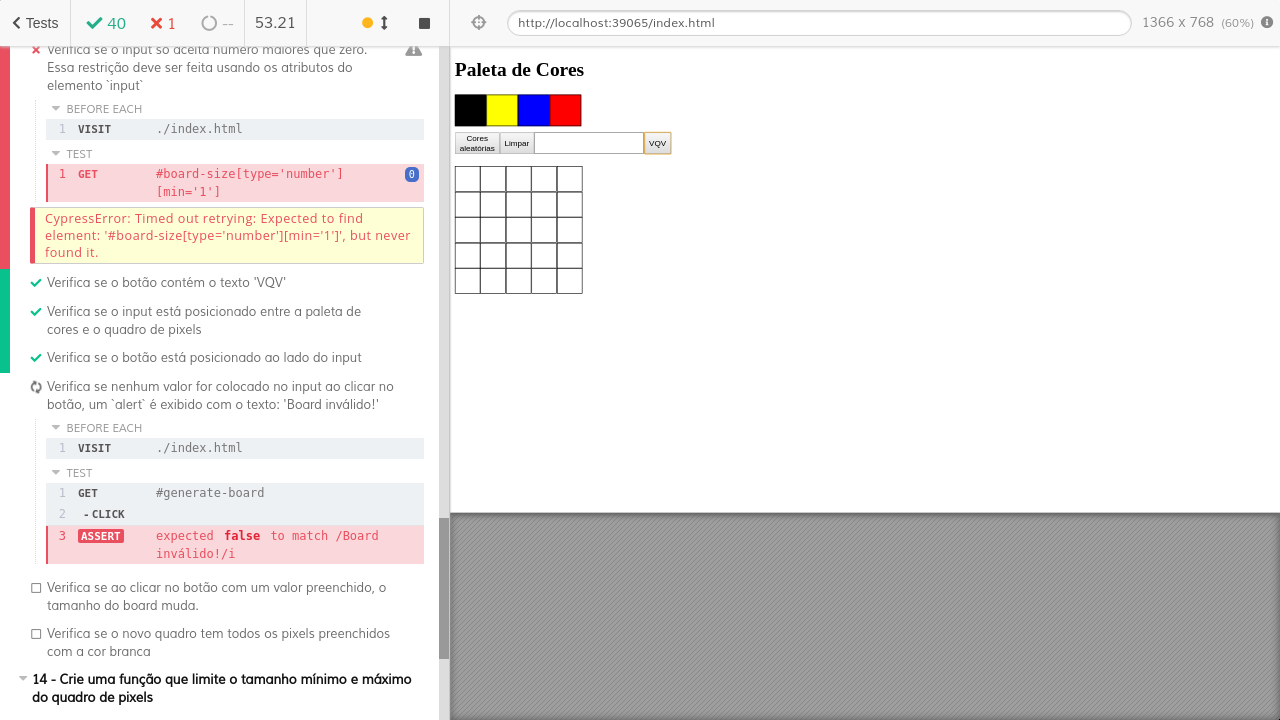 Tests
40
1
--
53.21
http://localhost:39065/index.html
1366 x 768 (60%)
Verifica se o input só aceita número maiores que zero.
Essa restrição deve ser feita usando os atributos do
elemento `input`
BEFORE EACH
1 VISIT ./index.html
TEST
1 GET #board-size[type='number']
[min='1']
0
CypressError: Timed out retrying: Expected to find
element: '#board-size[type='number'][min='1']', but never
found it.
Verifica se o botão contém o texto 'VQV'
Verifica se o input está posicionado entre a paleta de
cores e o quadro de pixels
Verifica se o botão está posicionado ao lado do input
Verifica se nenhum valor for colocado no input ao clicar no
botão, um `alert` é exibido com o texto: 'Board inválido!'
BEFORE EACH
1 VISIT ./index.html
TEST
1 GET #generate-board
2 - CLICK
3 ASSERT expected false to match /Board
inválido!/i
Verifica se ao clicar no botão com um valor preenchido, o
tamanho do board muda.
Verifica se o novo quadro tem todos os pixels preenchidos
com a cor branca
14 - Crie uma função que limite o tamanho mínimo e máximo
do quadro de pixels
Paleta de Cores
Cores
aleatórias
Limpar
VQV